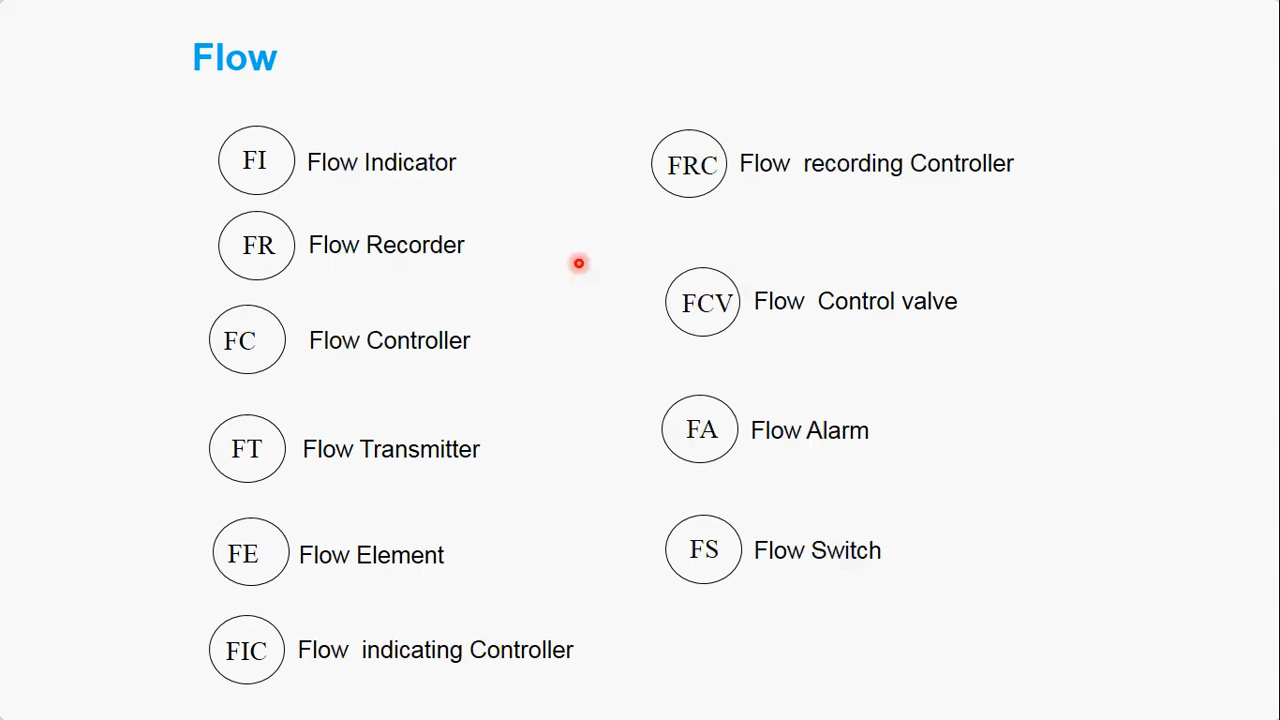 Flow
FI Flow Indicator
FR Flow Recorder
FC Flow Controller
FT Flow Transmitter
FE Flow Element
FIC Flow indicating Controller
FRC Flow recording Controller
FCV Flow Control valve
FA Flow Alarm
FS Flow Switch